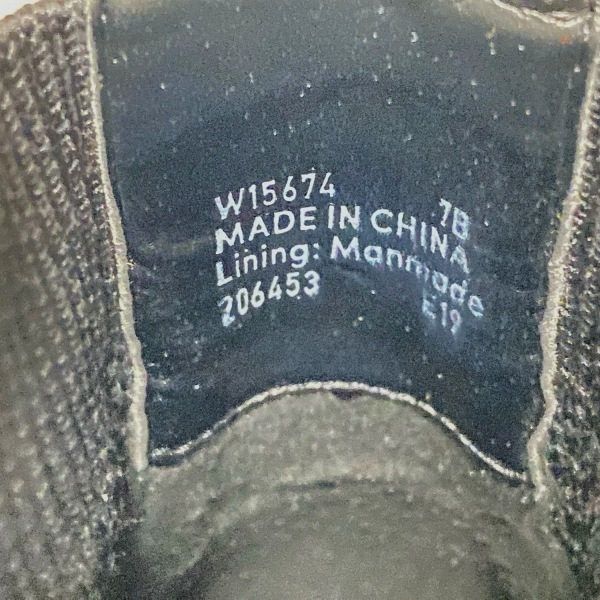 W15674 7B
MADE IN CHINA
Lining: Manmade
206453 E19